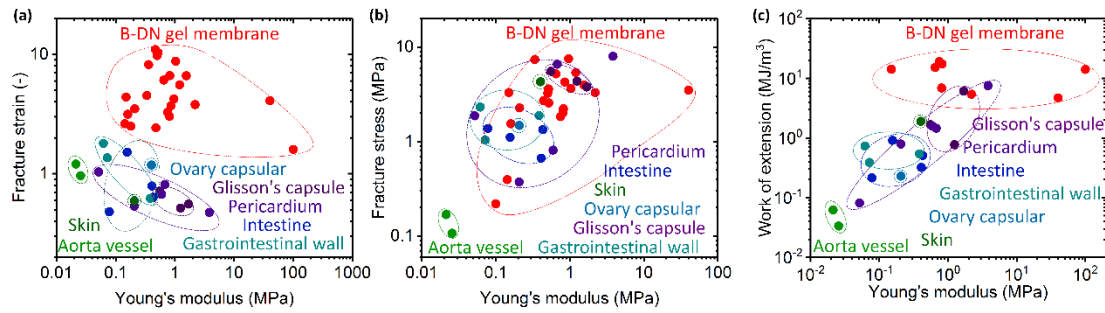 (a)
B-DN gel membrane
10
1
0.1
Fracture strain (-)
Ovary capsular
Glisson's capsule
Pericardium
Intestine
Skin
Aorta vessel
Gastrointestinal wall
0.01 0.1 1 10 100 1000
Young's modulus (MPa)
(b)
B-DN gel membrane
10
1
0.1
Fracture stress (MPa)
Pericardium
Intestine
Skin
Ovary capsular
Glisson's capsule
Gastrointestinal wall
0.01 0.1 1 10 100
Young's modulus (MPa)
(c)
B-DN gel membrane
10²
10¹
10⁰
10⁻¹
10⁻²
Work of extension (MJ/m³)
Glisson's capsule
Pericardium
Intestine
Gastrointestinal wall
Ovary capsular
Skin
Aorta vessel
10⁻² 10⁻¹ 10⁰ 10¹ 10²
Young's modulus (MPa)